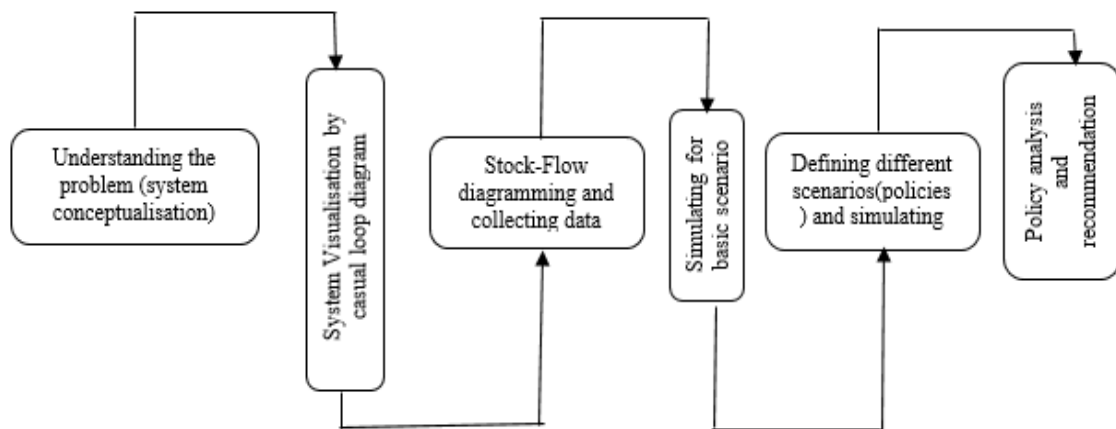 Understanding the
problem (system
conceptualisation)
System Visualisation by
casual loop diagram
Stock-Flow
diagramming and
collecting data
Simulating for
basic scenario
Defining different
scenarios(policies
) and simulating
Policy analysis
and
recommendation